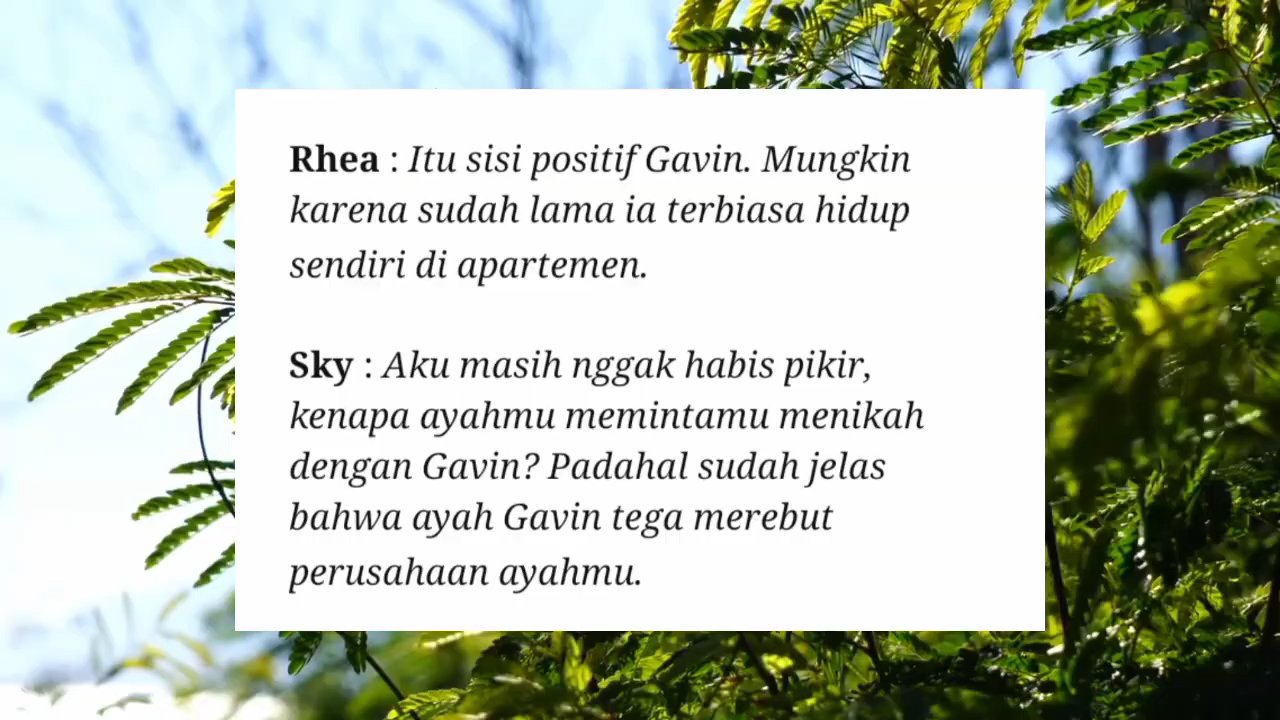 Rhea : Itu sisi positif Gavin. Mungkin
karena sudah lama ia terbiasa hidup
sendiri di apartemen.
Sky : Aku masih nggak habis pikir,
kenapa ayahmu memintamu menikah
dengan Gavin? Padahal sudah jelas
bahwa ayah Gavin tega merebut
perusahaan ayahmu.